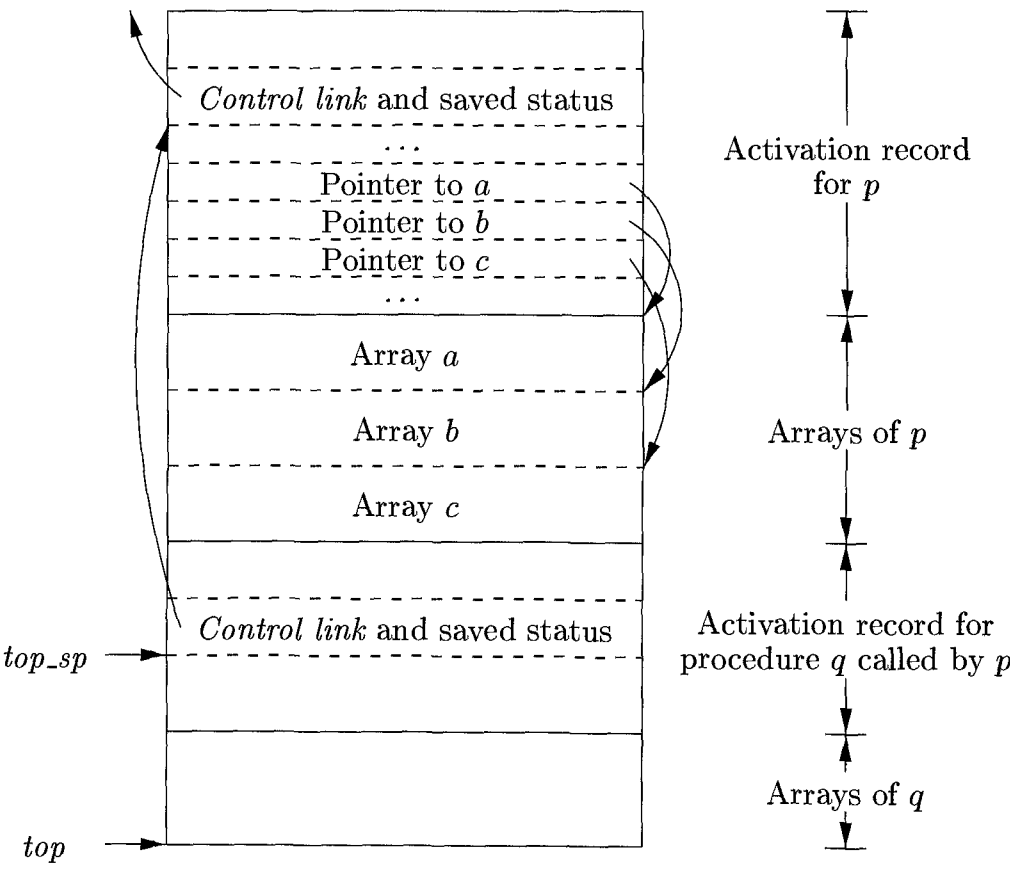 Control link and saved status
...
Pointer to a
Pointer to b
Pointer to c
...
Activation record
for p
Array a
Array b
Array c
Arrays of p
Control link and saved status
top_sp
Activation record for
procedure q called by p
Arrays of q
top